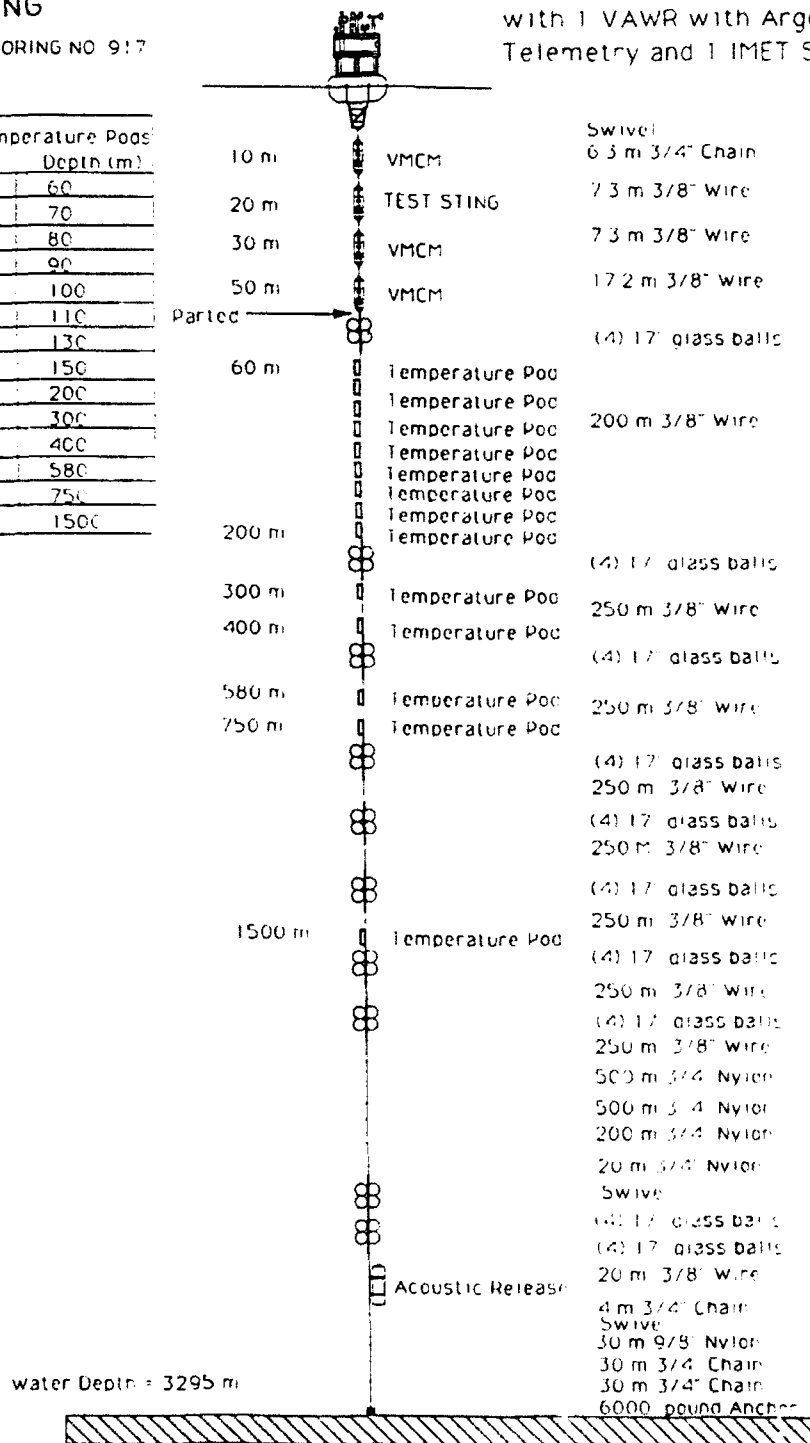 NG
ORING NO 917
with 1 VAWR with Argo
Telemetry and 1 IMET S
mperature Pods
Depth (m)
60
70
80
90
100
110
130
150
200
300
400
580
750
1500
Swivel
10 m VMCM 6.3 m 3/4" Chain
20 m TEST STING 7.3 m 3/8" Wire
30 m VMCM 7.3 m 3/8" Wire
50 m VMCM 17.2 m 3/8" Wire
Parted
(4) 17" glass balls
60 m Temperature Pod
Temperature Pod
Temperature Pod 200 m 3/8" Wire
Temperature Pod
Temperature Pod
Temperature Pod
Temperature Pod
200 m Temperature Pod
(4) 17" glass balls
300 m Temperature Pod 250 m 3/8" Wire
400 m Temperature Pod
(4) 17" glass balls
580 m Temperature Pod 250 m 3/8" Wire
750 m Temperature Pod
(4) 17" glass balls
250 m 3/8" Wire
(4) 17" glass balls
250 M 3/8" Wire
(4) 17" glass balls
250 m 3/8" Wire
1500 m Temperature Pod
(4) 17" glass balls
250 m 3/8" Wire
(4) 17" glass balls
250 m 3/8" Wire
500 m 3/4" Nylon
500 m 3/4" Nylon
200 m 3/4" Nylon
20 m 3/4" Nylon
Swive
(4) 17" glass balls
(4) 17" glass balls
20 m 3/8" Wire
Acoustic Release
4 m 3/4" Chain
Swive
30 m 9/8" Nylon
30 m 3/4" Chain
30 m 3/4" Chain
water Depth = 3295 m
6000 pound Anchor